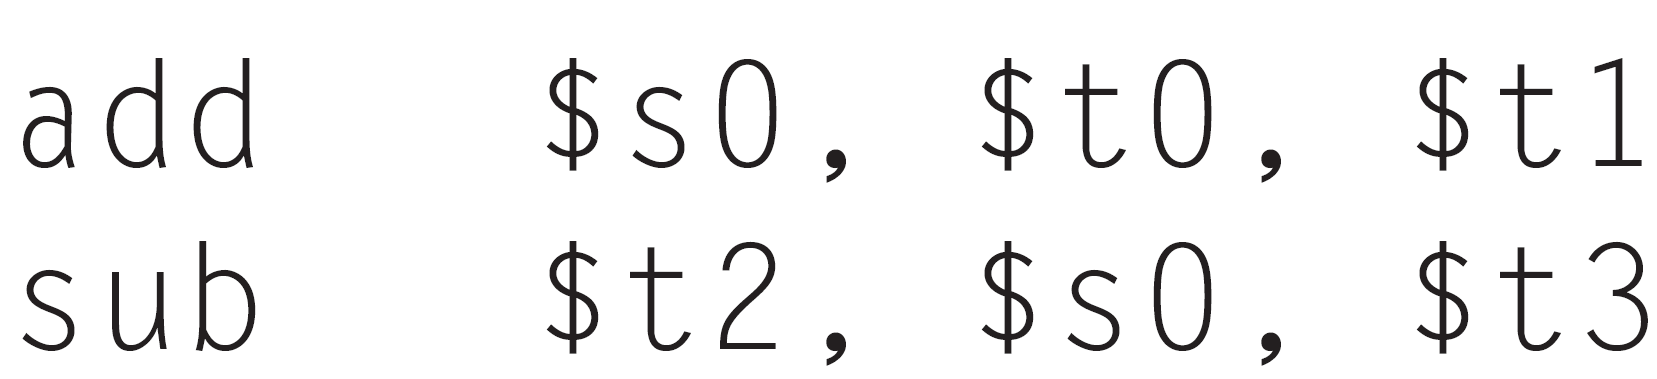 add $s0, $t0, $t1
sub $t2, $s0, $t3